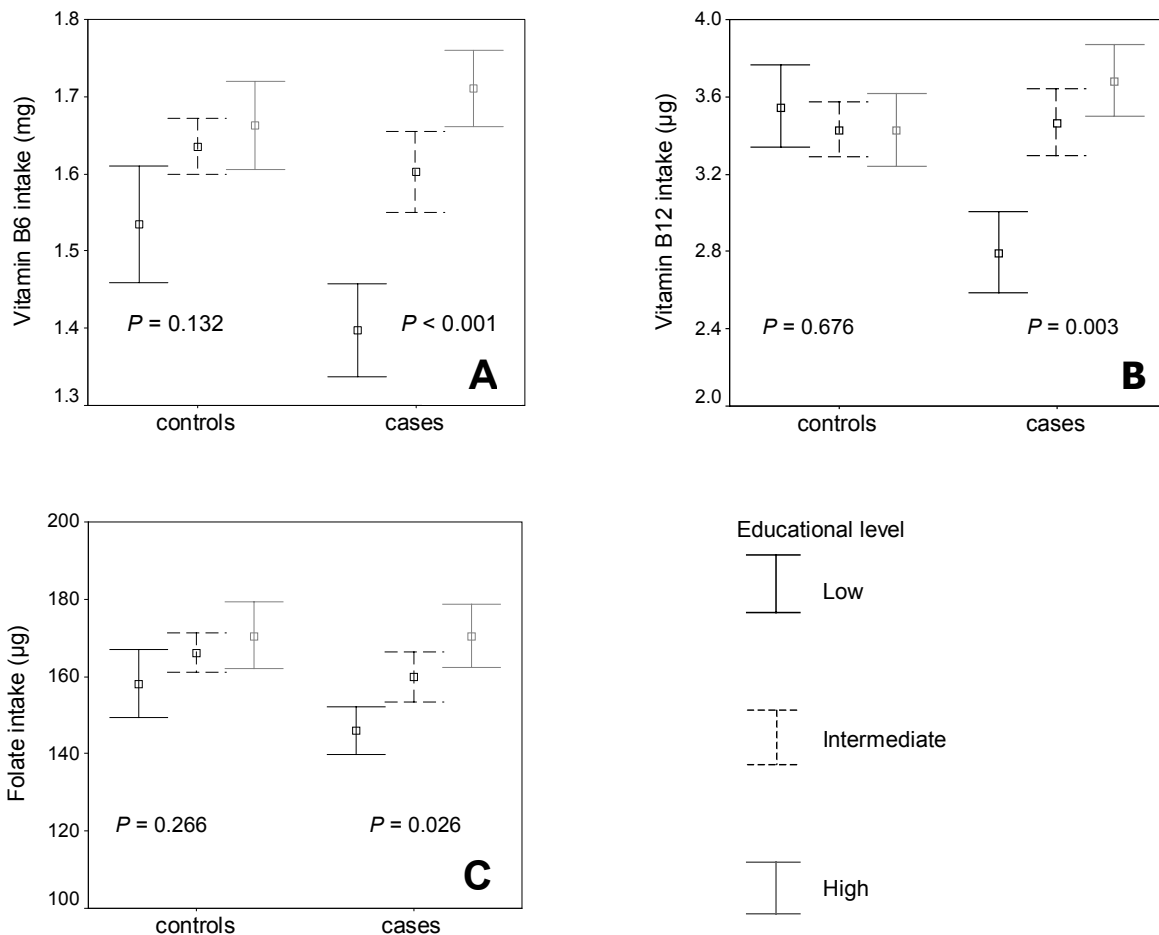 Vitamin B6 intake (mg)
1.8
1.7
1.6
1.5
1.4
1.3
P = 0.132
P < 0.001
A
controls
cases
Vitamin B12 intake (µg)
4.0
3.6
3.2
2.8
2.4
2.0
P = 0.676
P = 0.003
B
controls
cases
Folate intake (µg)
200
180
160
140
120
100
P = 0.266
P = 0.026
C
controls
cases
Educational level
Low
Intermediate
High